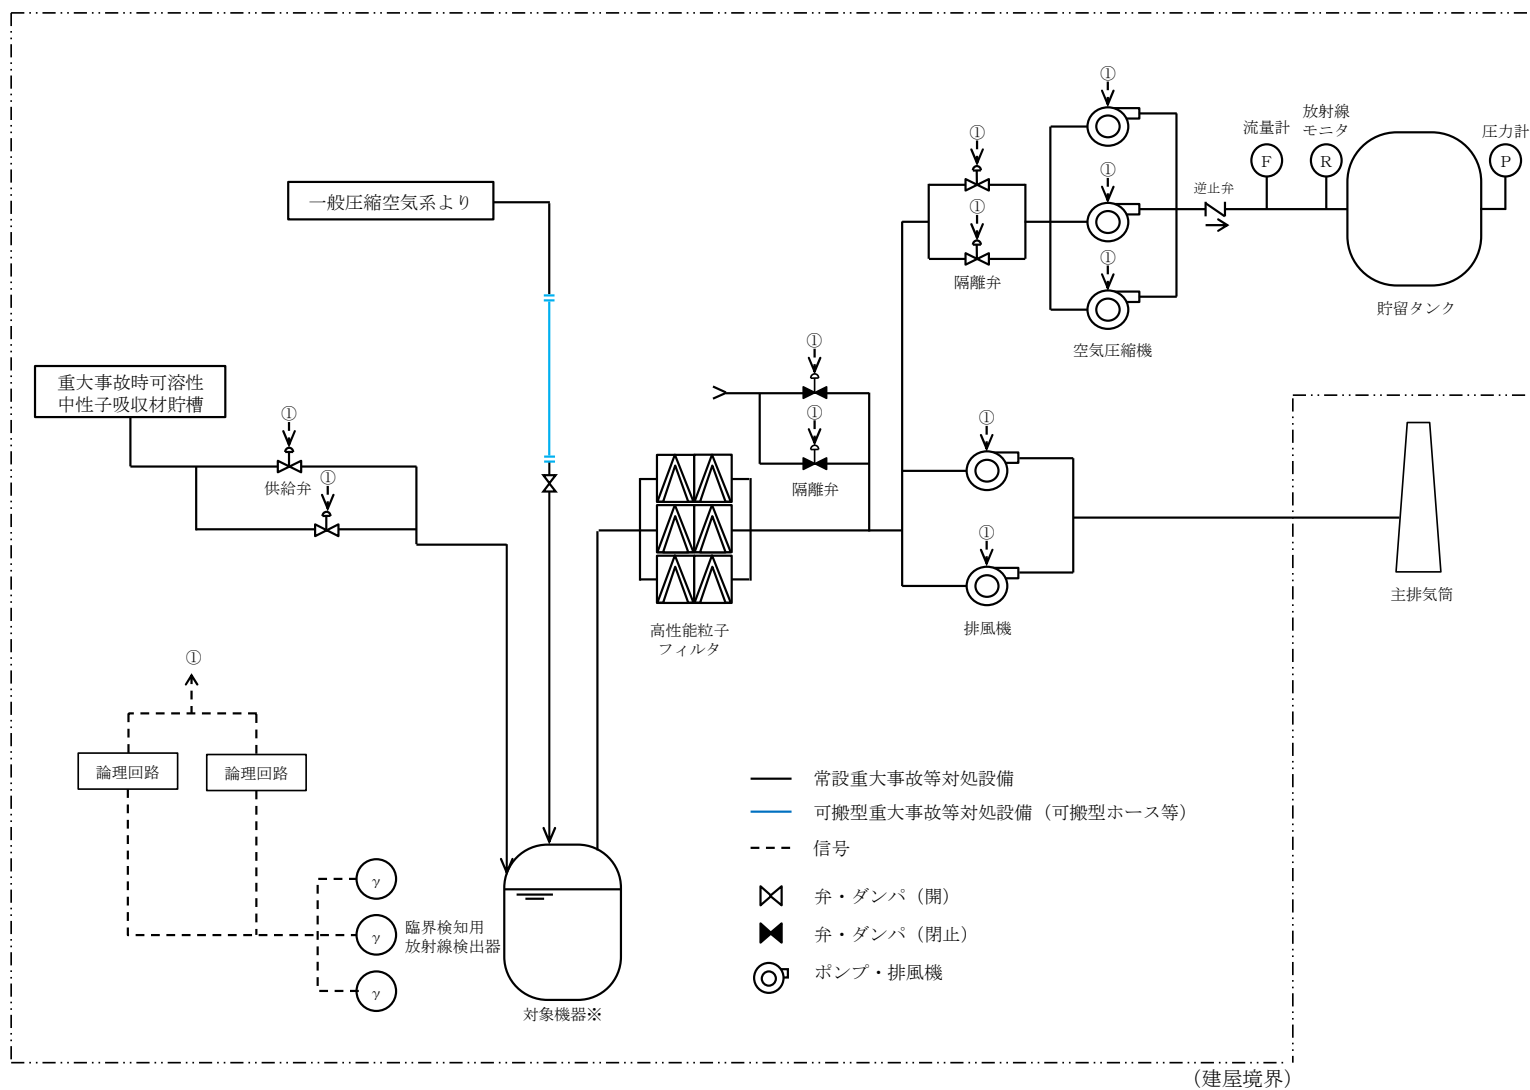 ①
流量計
放射線
モニタ
圧力計
F
R
P
①
①
逆止弁
一般圧縮空気系より
①
①
隔離弁
貯留タンク
空気圧縮機
①
重大事故時可溶性
中性子吸収材貯槽
①
①
①
供給弁
①
隔離弁
①
主排気筒
高性能粒子
フィルタ
排風機
①
論理回路
論理回路
常設重大事故等対処設備
可搬型重大事故等対処設備（可搬型ホース等）
信号
γ
γ
γ
臨界検知用
放射線検出器
弁・ダンパ（開）
弁・ダンパ（閉止）
ポンプ・排風機
対象機器※
（建屋境界）